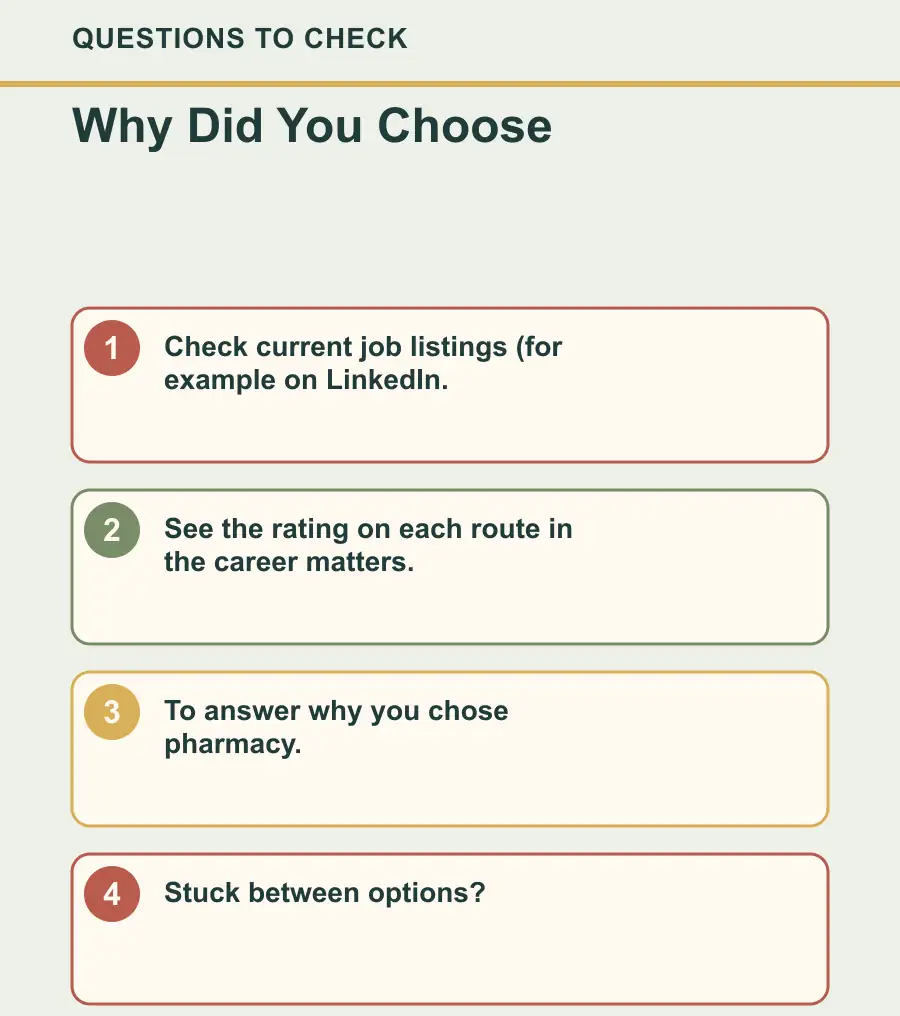 QUESTIONS TO CHECK
Why Did You Choose
1
Check current job listings (for
example on LinkedIn.
2
See the rating on each route in
the career matters.
3
To answer why you chose
pharmacy.
4
Stuck between options?